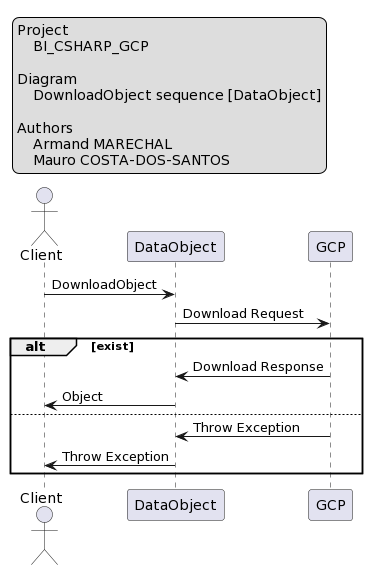 Project
BI_CSHARP_GCP
Diagram
DownloadObject sequence [DataObject]
Authors
Armand MARECHAL
Mauro COSTA-DOS-SANTOS
Client
DataObject
GCP
DownloadObject
Download Request
alt
[exist]
Download Response
Object
Throw Exception
Throw Exception
Client
DataObject
GCP